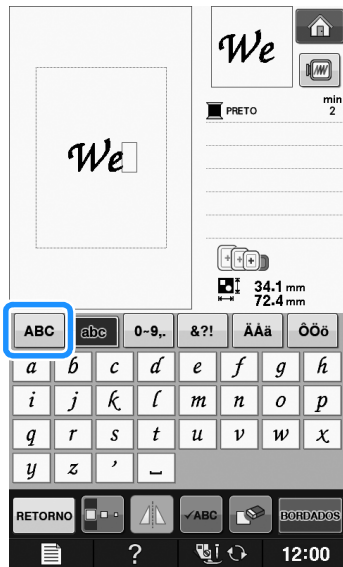 We
PRETO
min
2
We
34.1 mm
72.4 mm
ABC abc 0~9,. &?! ÄÅä ÔÖö
a b c d e f g h
i j k l m n o p
q r s t u v w x
y z ’ ⎵
RETORNO ✓ABC BORDADOS
? 12:00